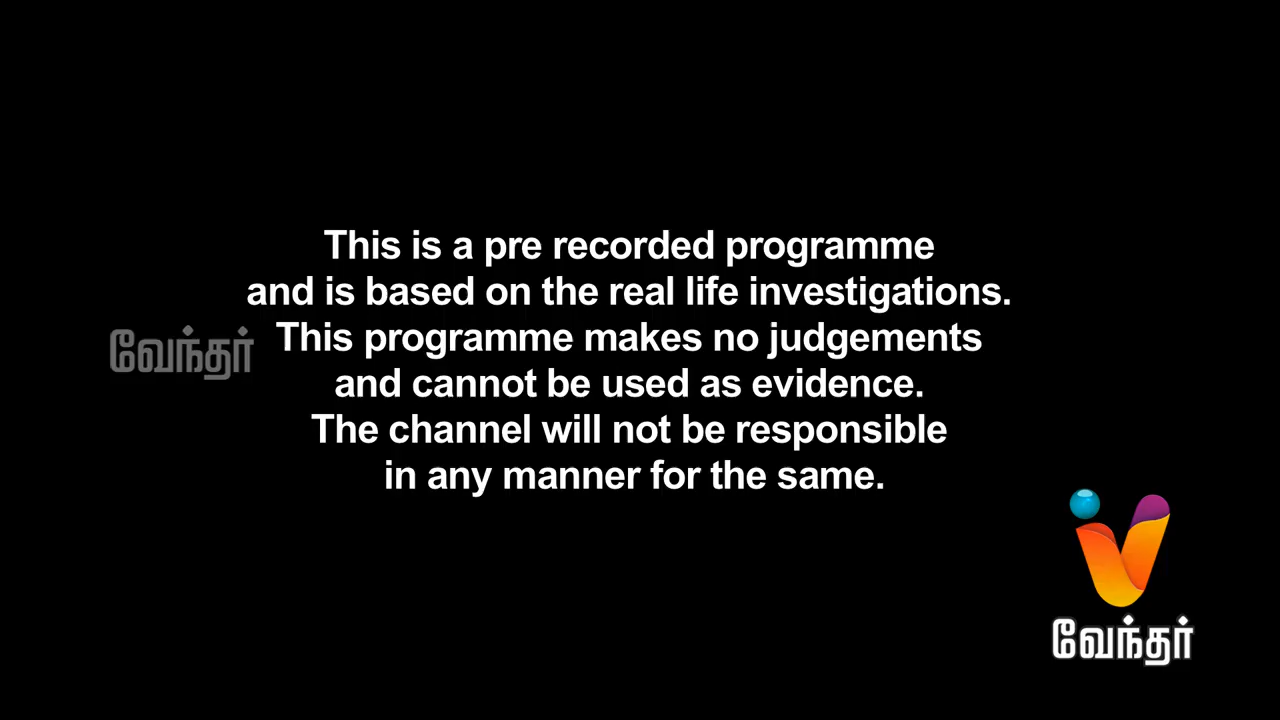 This is a pre recorded programme
and is based on the real life investigations.
வேந்தர்
This programme makes no judgements
and cannot be used as evidence.
The channel will not be responsible
in any manner for the same.
வேந்தர்